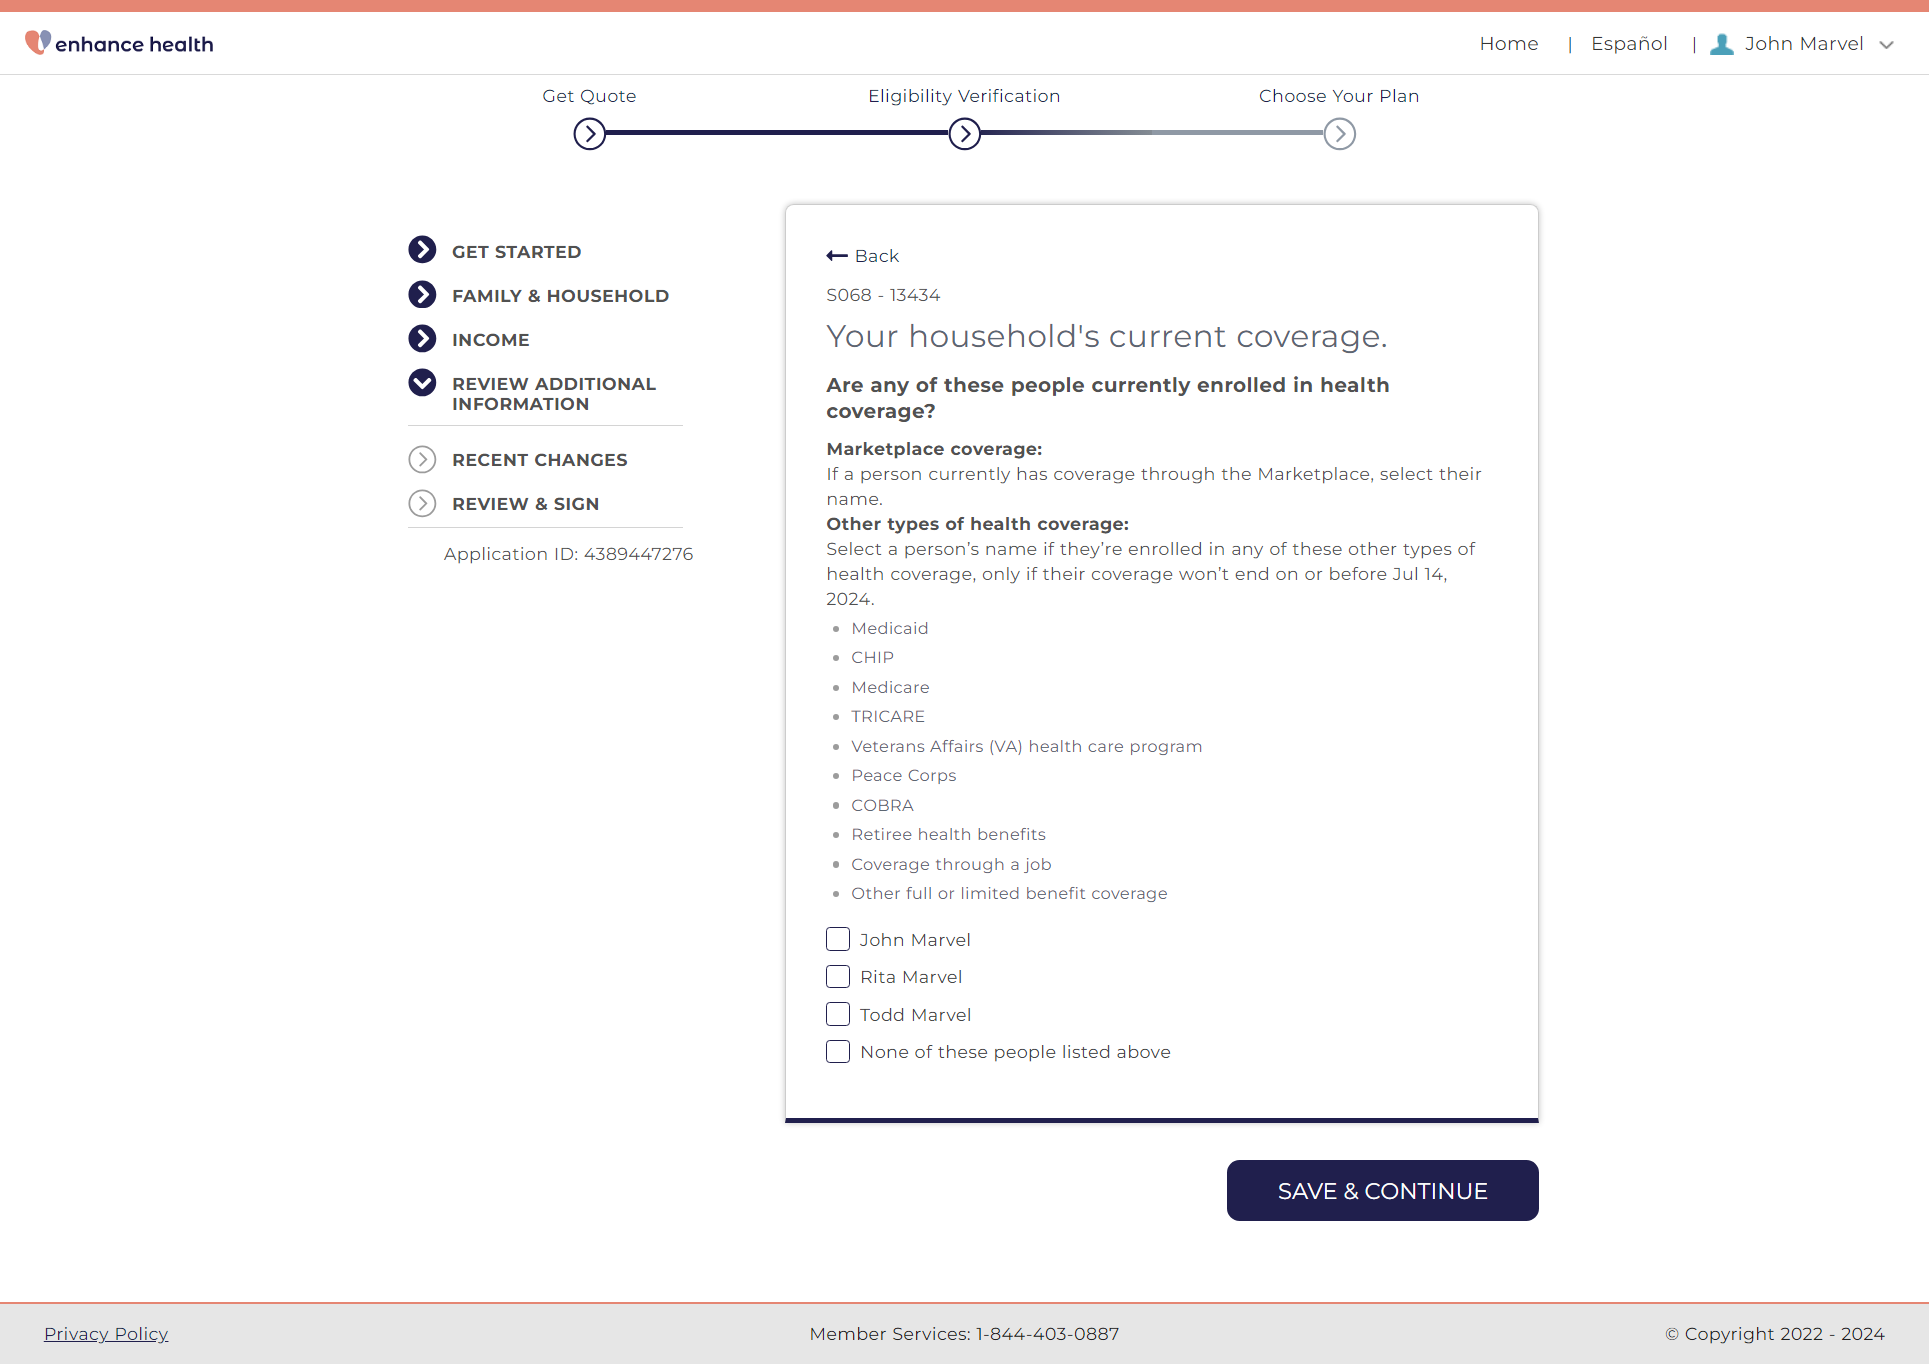 enhance health
Home | Español | John Marvel
Get Quote
Eligibility Verification
Choose Your Plan
GET STARTED
FAMILY & HOUSEHOLD
INCOME
REVIEW ADDITIONAL
INFORMATION
RECENT CHANGES
REVIEW & SIGN
Application ID: 4389447276
Back
S068 - 13434
Your household's current coverage.
Are any of these people currently enrolled in health
coverage?
Marketplace coverage:
If a person currently has coverage through the Marketplace, select their
name.
Other types of health coverage:
Select a person’s name if they’re enrolled in any of these other types of
health coverage, only if their coverage won’t end on or before Jul 14,
2024.
• Medicaid
• CHIP
• Medicare
• TRICARE
• Veterans Affairs (VA) health care program
• Peace Corps
• COBRA
• Retiree health benefits
• Coverage through a job
• Other full or limited benefit coverage
John Marvel
Rita Marvel
Todd Marvel
None of these people listed above
SAVE & CONTINUE
Privacy Policy
Member Services: 1-844-403-0887
© Copyright 2022 - 2024